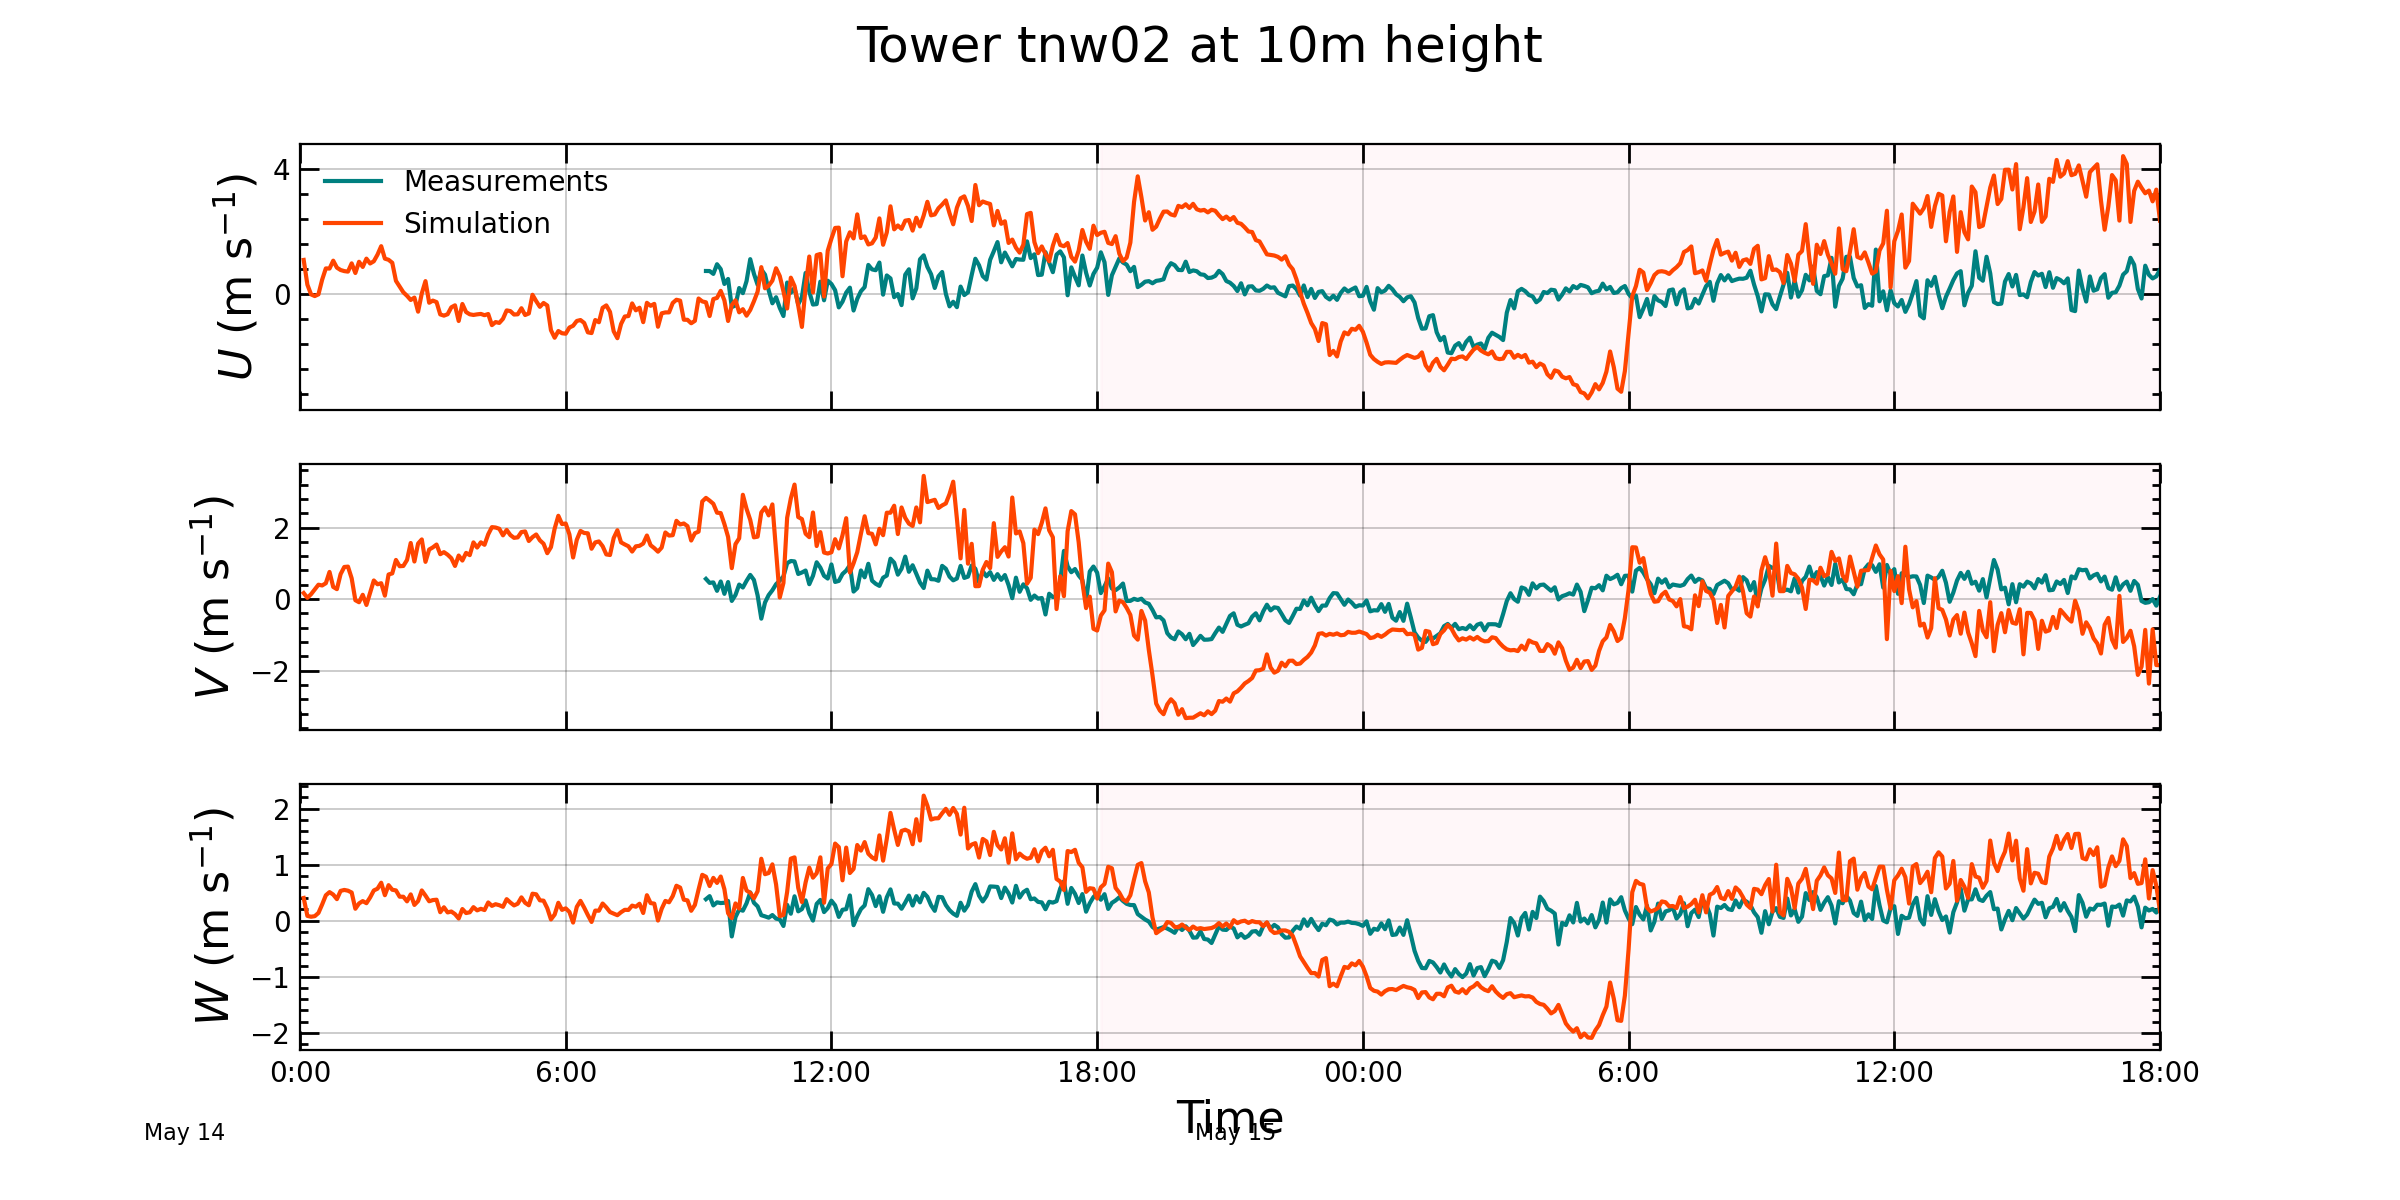 Tower tnw02 at 10m height
U (m s⁻¹)
4
0
Measurements
Simulation
V (m s⁻¹)
2
0
−2
W (m s⁻¹)
2
1
0
−1
−2
0:00 6:00 12:00 18:00 00:00 6:00 12:00 18:00
Time
May 14 May 15